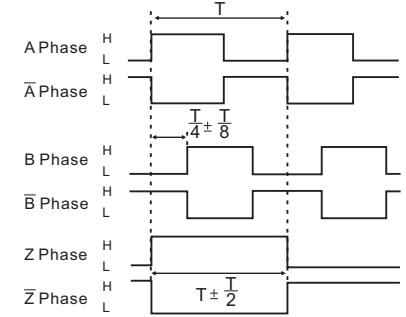 T
A Phase H
L
A̅ Phase H
L
T/4 ± T/8
B Phase H
L
B̅ Phase H
L
Z Phase H
L
T ± T/2
Z̅ Phase H
L